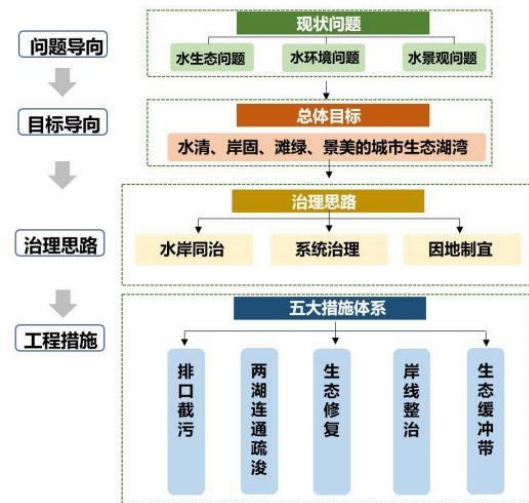 问题导向
现状问题
水生态问题
水环境问题
水景观问题
目标导向
总体目标
水清、岸固、滩绿、景美的城市生态湖湾
治理思路
治理思路
水岸同治
系统治理
因地制宜
工程措施
五大措施体系
排口截污
两湖连通疏浚
生态修复
岸线整治
生态缓冲带